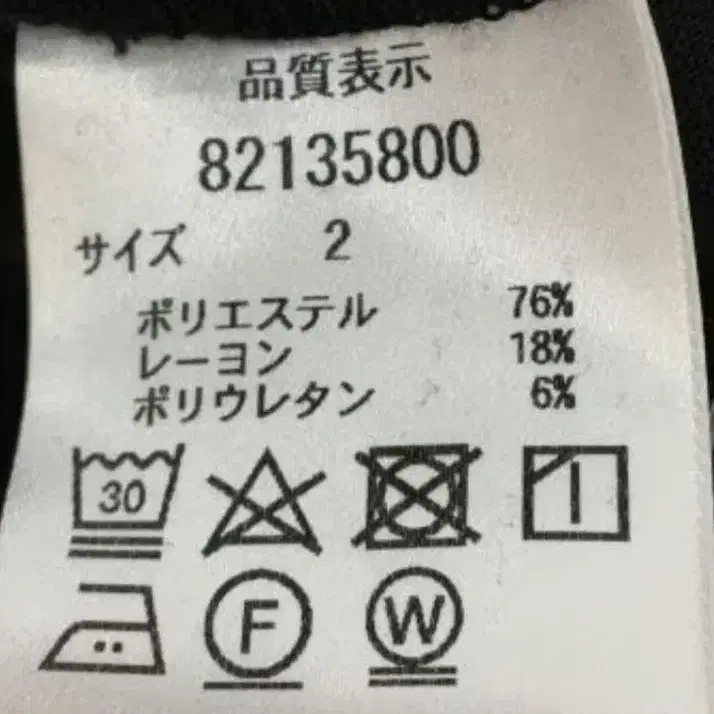 品質表示
82135800
サイズ 2
ポリエステル 76%
レーヨン 18%
ポリウレタン 6%
30
F W